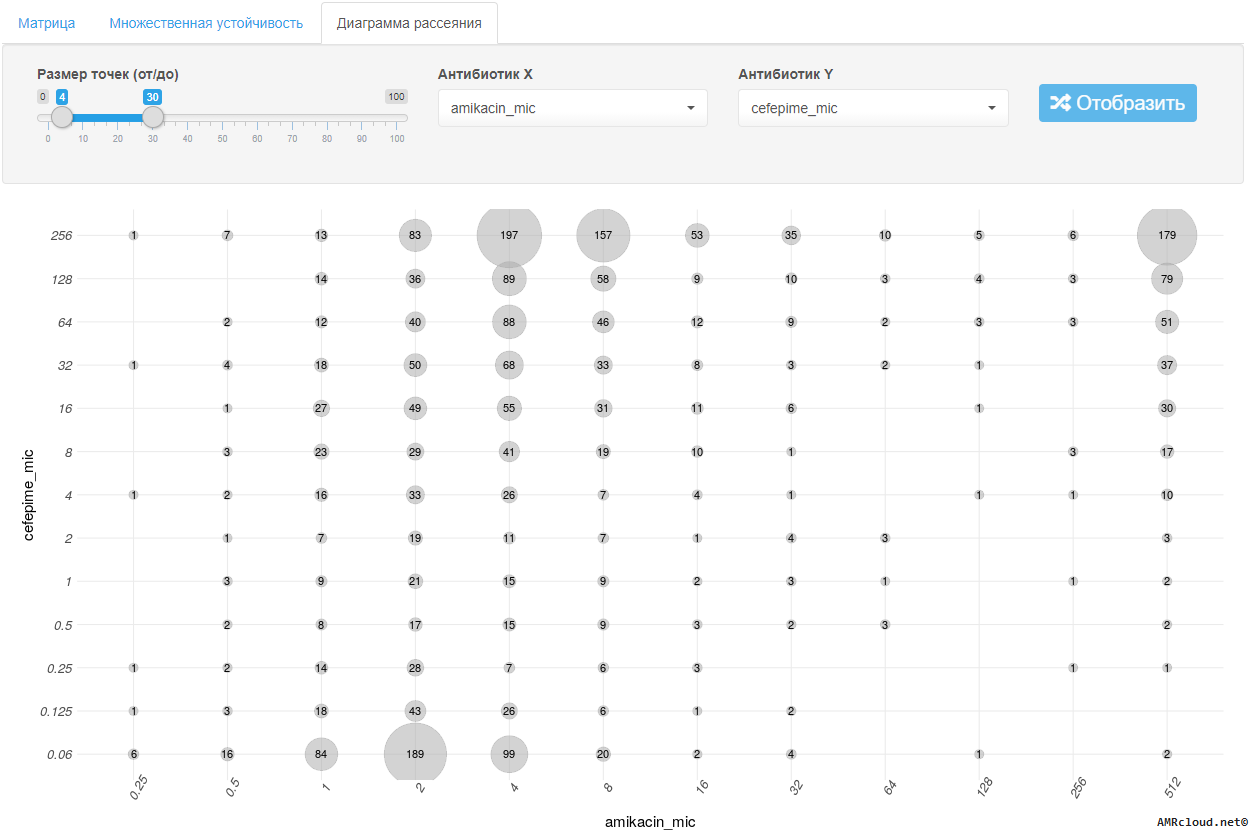 Матрица Множественная устойчивость Диаграмма рассеяния
Размер точек (от/до) Антибиотик X Антибиотик Y
0 4 30 100
amikacin_mic cefepime_mic Отобразить
0 10 20 30 40 50 60 70 80 90 100
256 1 7 13 83 197 157 53 35 10 5 6 179
128 14 36 89 58 9 10 3 4 3 79
64 2 12 40 88 46 12 9 2 3 3 51
32 1 4 18 50 68 33 8 3 2 1 37
16 1 27 49 55 31 11 6 1 30
8 3 23 29 41 19 10 1 3 17
4 1 2 16 33 26 7 4 1 1 1 10
2 1 7 19 11 7 1 4 3 3
1 3 9 21 15 9 2 3 1 1 2
0.5 2 8 17 15 9 3 2 3 2
0.25 1 2 14 28 7 6 3 1 1
0.125 1 3 18 43 26 6 1 2
0.06 6 16 84 189 99 20 2 4 1 2
cefepime_mic
0.25 0.5 1 2 4 8 16 32 64 128 256 512
amikacin_mic
AMRcloud.net©